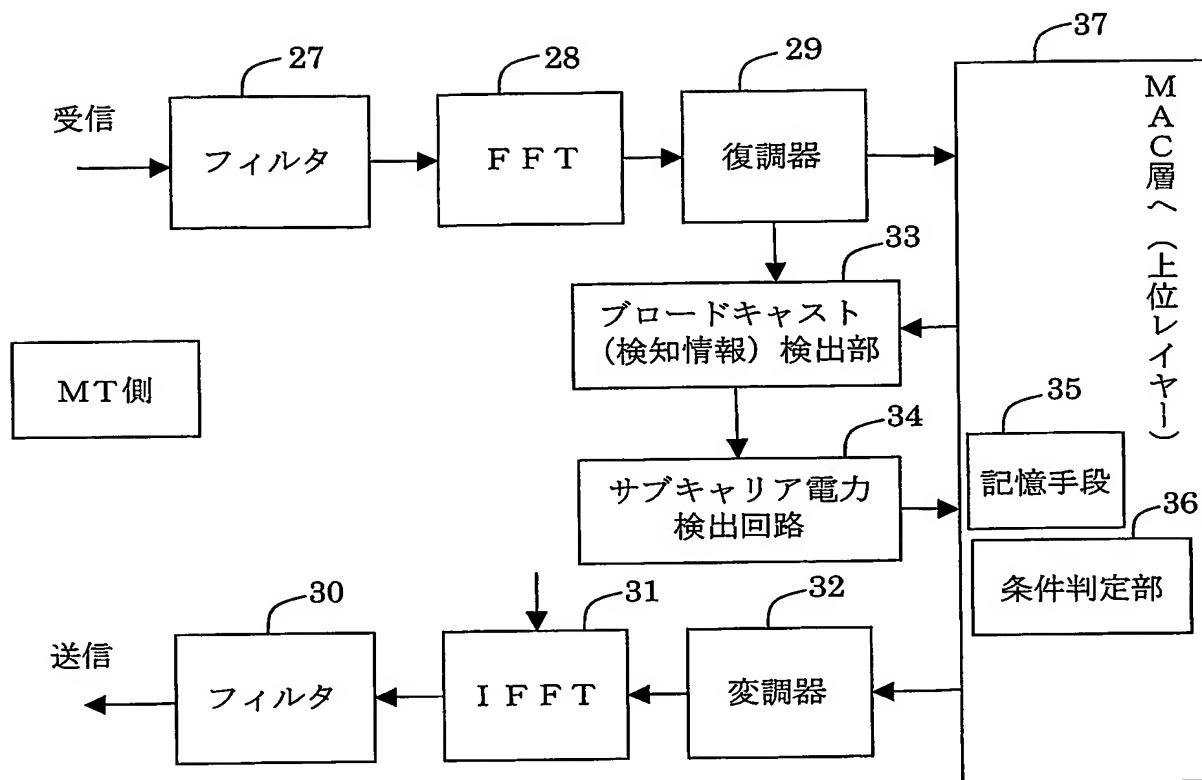 27
28
29
37
受信
フィルタ
ＦＦＴ
復調器
ＭＡＣ層へ（上位レイヤー）
33
ブロードキャスト
（検知情報）検出部
ＭＴ側
34
35
サブキャリア電力
検出回路
記憶手段
36
条件判定部
30
31
32
送信
フィルタ
ＩＦＦＴ
変調器